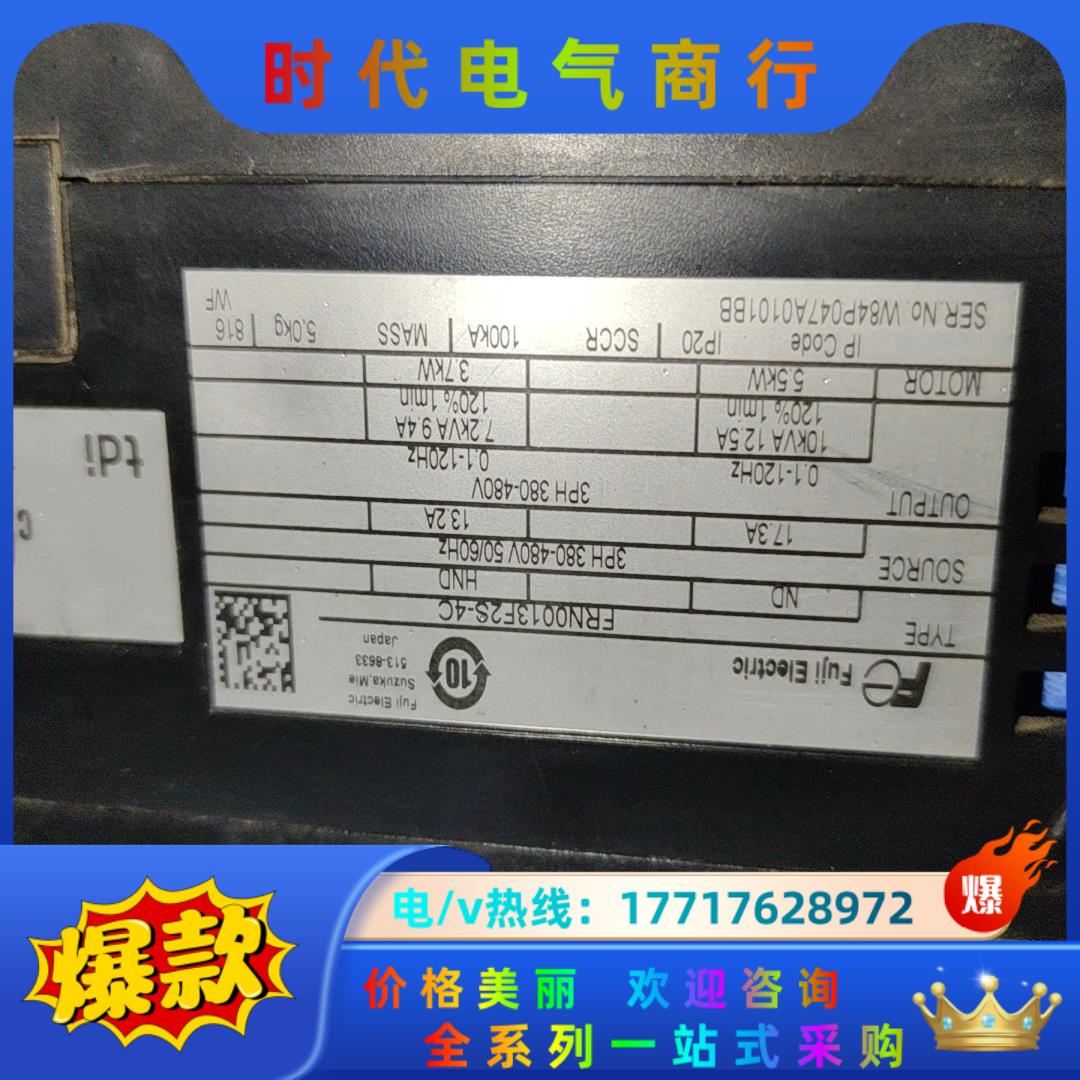 时代电气商行
Fuji Electric
Fuji Electric
Suzuka,Mie
513-8633
Japan
10
TYPE FRN0013F2S-4C
ND HND
SOURCE 3PH 380-480V 50/60Hz
17.3A 13.2A
OUTPUT 3PH 380-480V
0.1-120Hz 0.1-120Hz
10kVA 12.5A 7.2kVA 9.4A
120% 1min 120% 1min
MOTOR 5.5kW 3.7kW
IP Code IP20 SCCR 100kA MASS 5.0kg 816
SER.No W84P047A0101BB WF
tdi
爆款
电/v热线：17717628972
爆
价格美丽 欢迎咨询
全系列一站式采购